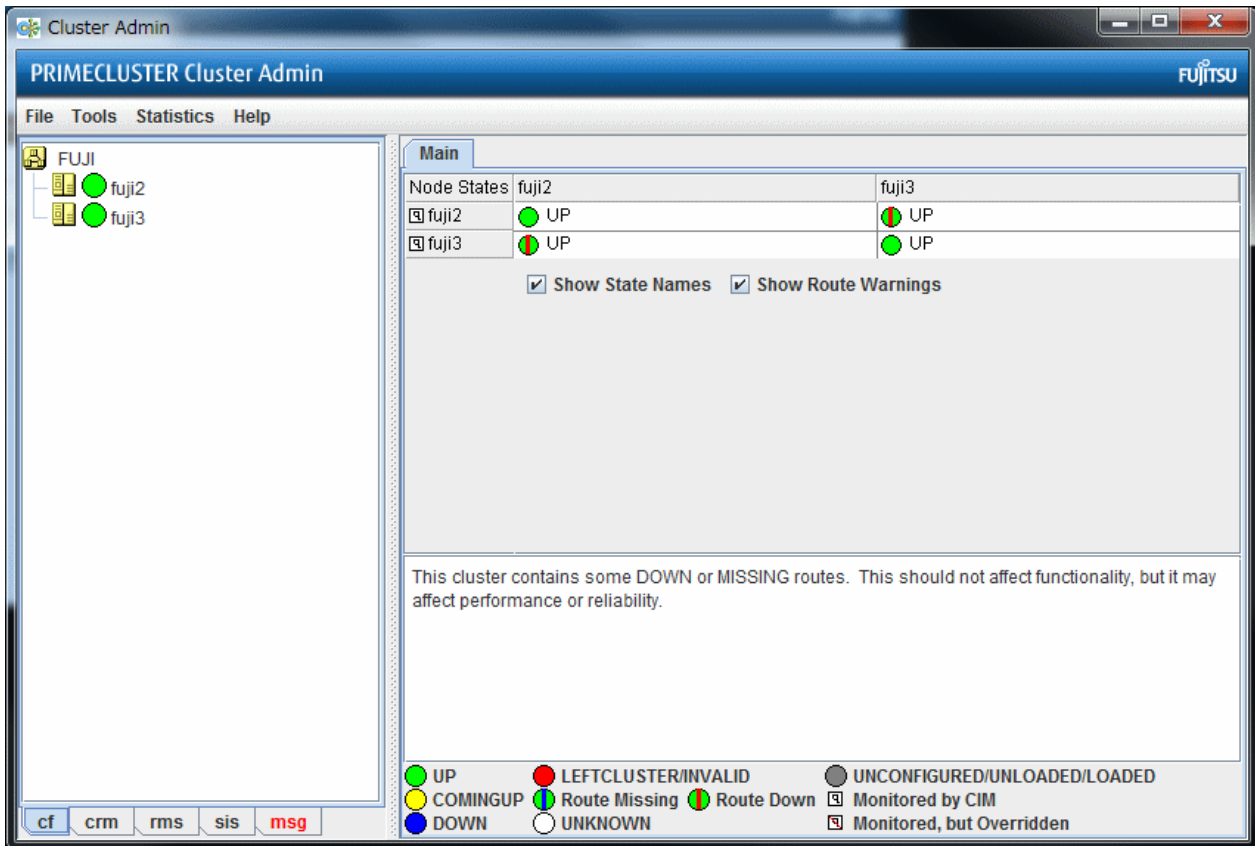 Cluster Admin
PRIMECLUSTER Cluster Admin
FUJITSU
File Tools Statistics Help
FUJI
fuji2
fuji3
Main
Node States fuji2 fuji3
fuji2 UP UP
fuji3 UP UP
Show State Names Show Route Warnings
This cluster contains some DOWN or MISSING routes. This should not affect functionality, but it may
affect performance or reliability.
UP LEFTCLUSTER/INVALID UNCONFIGURED/UNLOADED/LOADED
COMINGUP Route Missing Route Down Monitored by CIM
DOWN UNKNOWN Monitored, but Overridden
cf crm rms sis msg